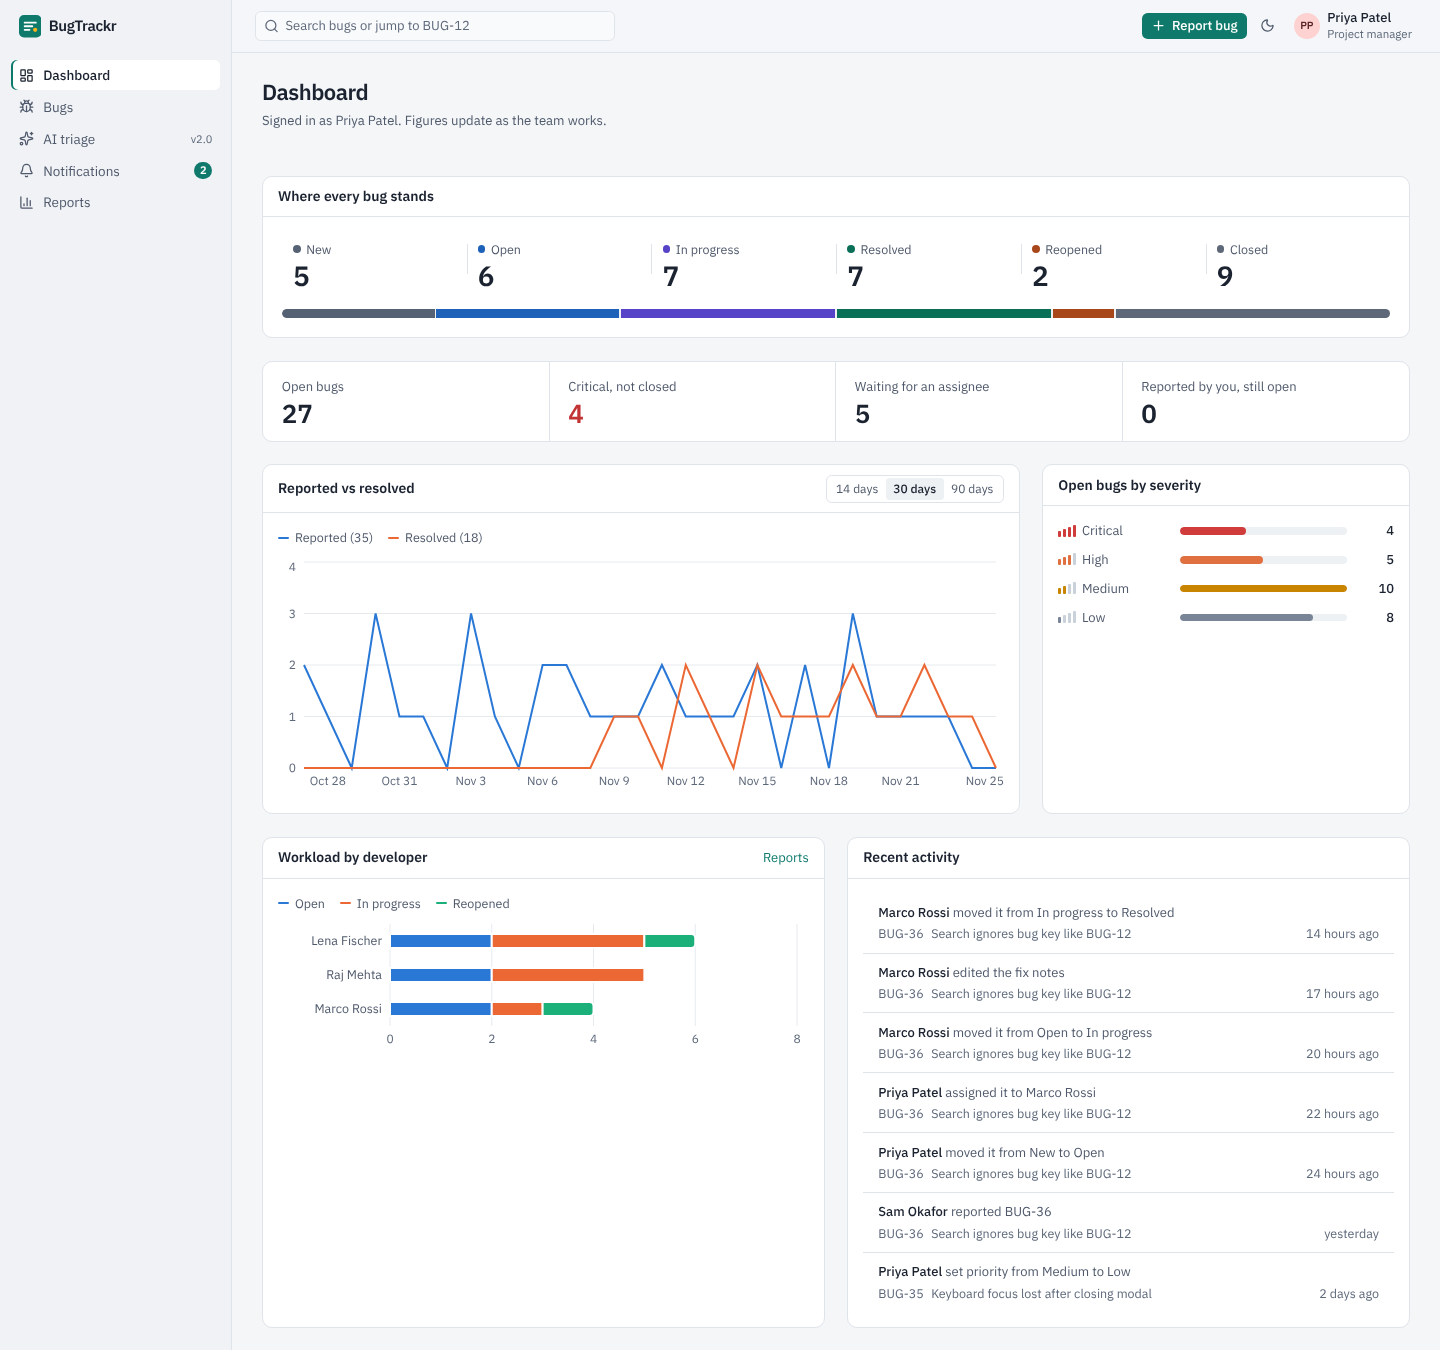 BugTrackr
Search bugs or jump to BUG-12
Report bug
PP
Priya Patel
Project manager
Dashboard
Bugs
AI triage
v2.0
Notifications
2
Reports
Dashboard
Signed in as Priya Patel. Figures update as the team works.
Where every bug stands
New
5
Open
6
In progress
7
Resolved
7
Reopened
2
Closed
9
Open bugs
27
Critical, not closed
4
Waiting for an assignee
5
Reported by you, still open
0
Reported vs resolved
14 days 30 days 90 days
Reported (35) Resolved (18)
4
3
2
1
0
Oct 28 Oct 31 Nov 3 Nov 6 Nov 9 Nov 12 Nov 15 Nov 18 Nov 21 Nov 25
Open bugs by severity
Critical 4
High 5
Medium 10
Low 8
Workload by developer
Reports
Open In progress Reopened
Lena Fischer
Raj Mehta
Marco Rossi
0 2 4 6 8
Recent activity
Marco Rossi moved it from In progress to Resolved
BUG-36 Search ignores bug key like BUG-12 14 hours ago
Marco Rossi edited the fix notes
BUG-36 Search ignores bug key like BUG-12 17 hours ago
Marco Rossi moved it from Open to In progress
BUG-36 Search ignores bug key like BUG-12 20 hours ago
Priya Patel assigned it to Marco Rossi
BUG-36 Search ignores bug key like BUG-12 22 hours ago
Priya Patel moved it from New to Open
BUG-36 Search ignores bug key like BUG-12 24 hours ago
Sam Okafor reported BUG-36
BUG-36 Search ignores bug key like BUG-12 yesterday
Priya Patel set priority from Medium to Low
BUG-35 Keyboard focus lost after closing modal 2 days ago